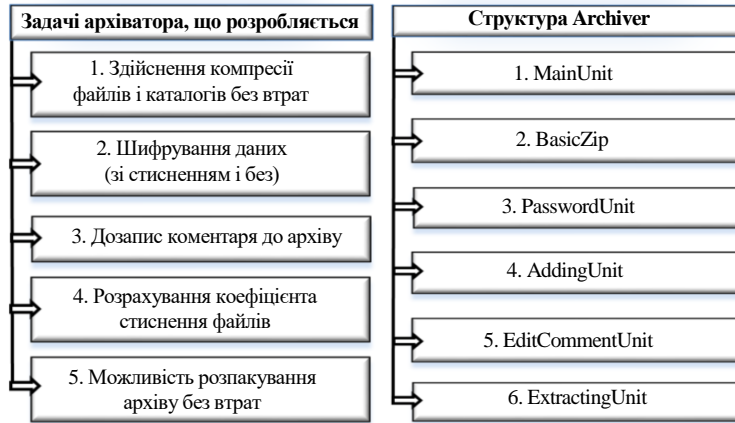 Задачі архіватора, що розробляється
1. Здійснення компресії
файлів і каталогів без втрат
2. Шифрування даних
(зі стисненням і без)
3. Дозапис коментаря до архіву
4. Розрахування коефіцієнта
стиснення файлів
5. Можливість розпакування
архіву без втрат
Структура Archiver
1. MainUnit
2. BasicZip
3. PasswordUnit
4. AddingUnit
5. EditCommentUnit
6. ExtractingUnit